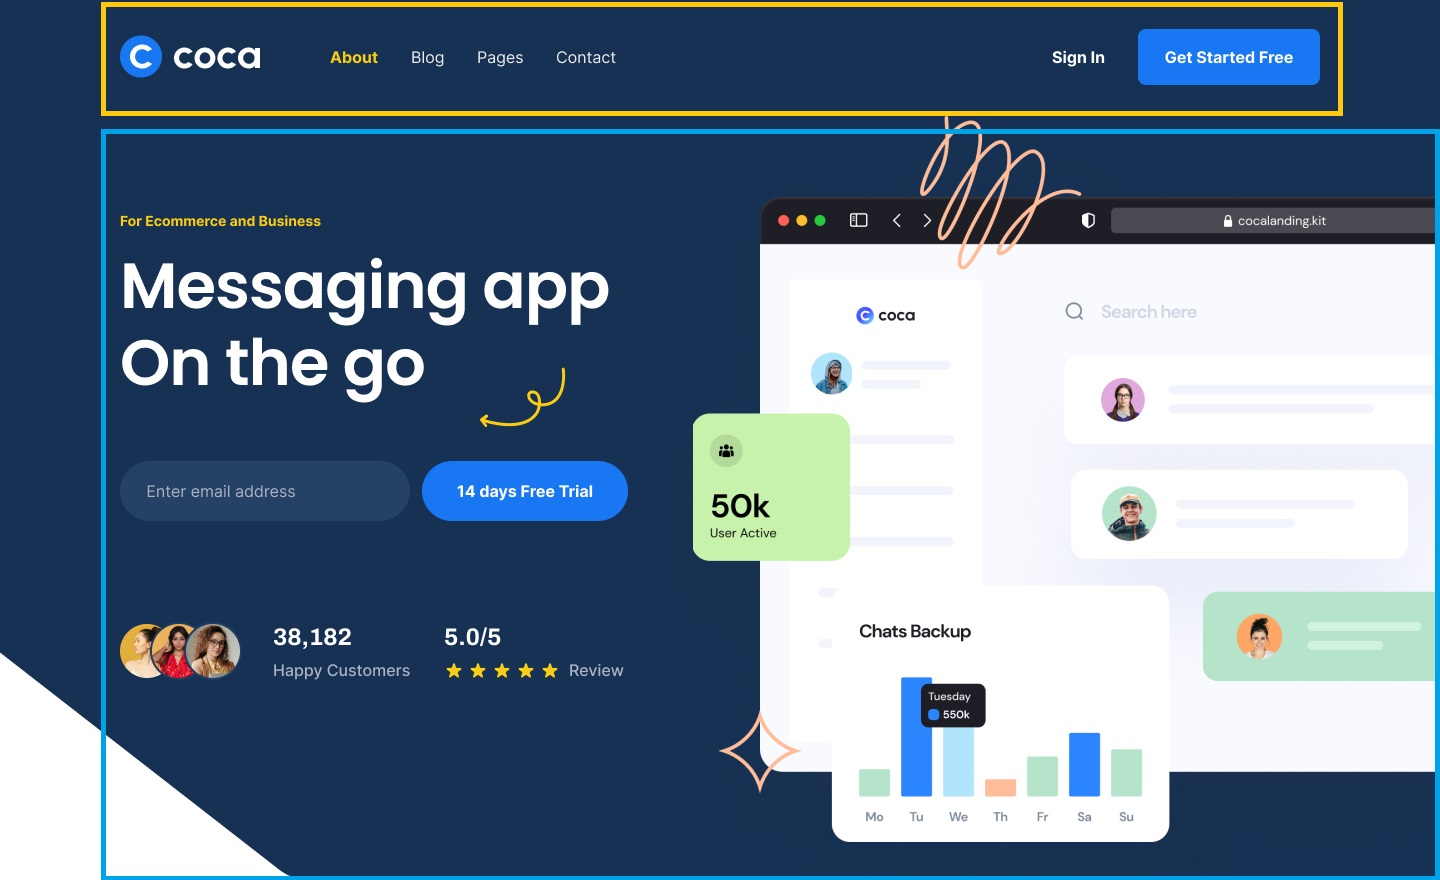 coca
About Blog Pages Contact
Sign In
Get Started Free
For Ecommerce and Business
Messaging app
On the go
Enter email address
14 days Free Trial
38,182
Happy Customers
5.0/5
Review
cocalanding.kit
coca
Search here
50k
User Active
Chats Backup
Tuesday
550k
Mo Tu We Th Fr Sa Su